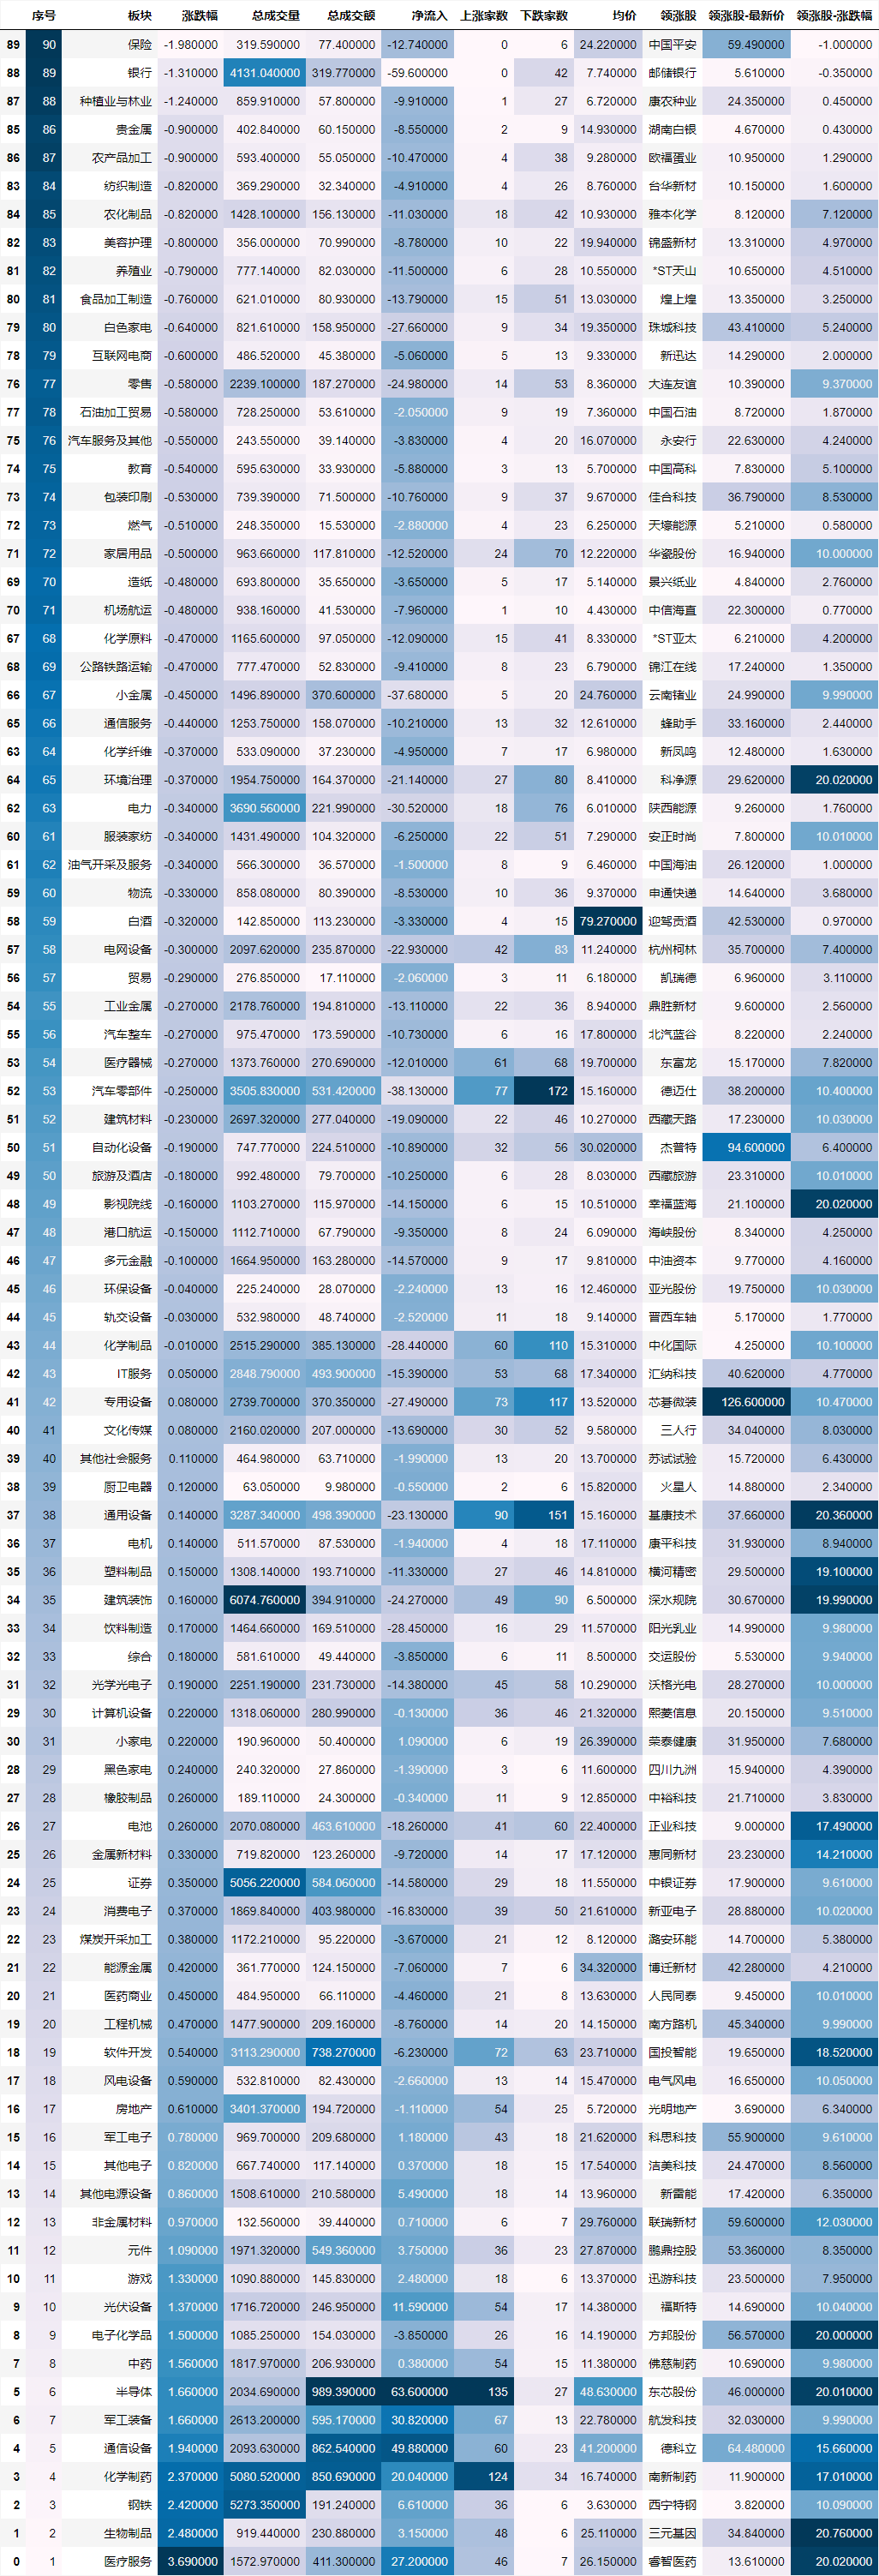 序号 板块 涨跌幅 总成交量 总成交额 净流入 上涨家数 下跌家数 均价 领涨股 领涨股-最新价 领涨股-涨跌幅
89 90 保险 -1.980000 319.590000 77.400000 -12.740000 0 6 24.220000 中国平安 59.490000 -1.000000
88 89 银行 -1.310000 4131.040000 319.770000 -59.600000 0 42 7.740000 邮储银行 5.610000 -0.350000
87 88 种植业与林业 -1.240000 859.910000 57.800000 -9.910000 1 27 6.720000 康农种业 24.350000 0.450000
85 86 贵金属 -0.900000 402.840000 60.150000 -8.550000 2 9 14.930000 湖南白银 4.670000 0.430000
86 87 农产品加工 -0.900000 593.400000 55.050000 -10.470000 4 38 9.280000 欧福蛋业 10.950000 1.290000
83 84 纺织制造 -0.820000 369.290000 32.340000 -4.910000 4 26 8.760000 台华新材 10.150000 1.600000
84 85 农化制品 -0.820000 1428.100000 156.130000 -11.030000 18 42 10.930000 雅本化学 8.120000 7.120000
82 83 美容护理 -0.800000 356.000000 70.990000 -8.780000 10 22 19.940000 锦盛新材 13.310000 4.970000
81 82 养殖业 -0.790000 777.140000 82.030000 -11.500000 6 28 10.550000 *ST天山 10.650000 4.510000
80 81 食品加工制造 -0.760000 621.010000 80.930000 -13.790000 15 51 13.030000 煌上煌 13.350000 3.250000
79 80 白色家电 -0.640000 821.610000 158.950000 -27.660000 9 34 19.350000 珠城科技 43.410000 5.240000
78 79 互联网电商 -0.600000 486.520000 45.380000 -5.060000 5 13 9.330000 新迅达 14.290000 2.000000
76 77 零售 -0.580000 2239.100000 187.270000 -24.980000 14 53 8.360000 大连友谊 10.390000 9.370000
77 78 石油加工贸易 -0.580000 728.250000 53.610000 -2.050000 9 19 7.360000 中国石油 8.720000 1.870000
75 76 汽车服务及其他 -0.550000 243.550000 39.140000 -3.830000 4 20 16.070000 永安行 22.630000 4.240000
74 75 教育 -0.540000 595.630000 33.930000 -5.880000 3 13 5.700000 中国高科 7.830000 5.100000
73 74 包装印刷 -0.530000 739.390000 71.500000 -10.760000 9 37 9.670000 佳合科技 36.790000 8.530000
72 73 燃气 -0.510000 248.350000 15.530000 -2.880000 4 23 6.250000 天壕能源 5.210000 0.580000
71 72 家居用品 -0.500000 963.660000 117.810000 -12.520000 24 70 12.220000 华瓷股份 16.940000 10.000000
69 70 造纸 -0.480000 693.800000 35.650000 -3.650000 5 17 5.140000 景兴纸业 4.840000 2.760000
70 71 机场航运 -0.480000 938.160000 41.530000 -7.960000 1 10 4.430000 中信海直 22.300000 0.770000
67 68 化学原料 -0.470000 1165.600000 97.050000 -12.090000 15 41 8.330000 *ST亚太 6.210000 4.200000
68 69 公路铁路运输 -0.470000 777.470000 52.830000 -9.410000 8 23 6.790000 锦江在线 17.240000 1.350000
66 67 小金属 -0.450000 1496.890000 370.600000 -37.680000 5 20 24.760000 云南锗业 24.990000 9.990000
65 66 通信服务 -0.440000 1253.750000 158.070000 -10.210000 13 32 12.610000 蜂助手 33.160000 2.440000
63 64 化学纤维 -0.370000 533.090000 37.230000 -4.950000 7 17 6.980000 新凤鸣 12.480000 1.630000
64 65 环境治理 -0.370000 1954.750000 164.370000 -21.140000 27 80 8.410000 科净源 29.620000 20.020000
62 63 电力 -0.340000 3690.560000 221.990000 -30.520000 18 76 6.010000 陕西能源 9.260000 1.760000
60 61 服装家纺 -0.340000 1431.490000 104.320000 -6.250000 22 51 7.290000 安正时尚 7.800000 10.010000
61 62 油气开采及服务 -0.340000 566.300000 36.570000 -1.500000 8 9 6.460000 中国海油 26.120000 1.000000
59 60 物流 -0.330000 858.080000 80.390000 -8.530000 10 36 9.370000 申通快递 14.640000 3.680000
58 59 白酒 -0.320000 142.850000 113.230000 -3.330000 4 15 79.270000 迎驾贡酒 42.530000 0.970000
57 58 电网设备 -0.300000 2097.620000 235.870000 -22.930000 42 83 11.240000 杭州柯林 35.700000 7.400000
56 57 贸易 -0.290000 276.850000 17.110000 -2.060000 3 11 6.180000 凯瑞德 6.960000 3.110000
54 55 工业金属 -0.270000 2178.760000 194.810000 -13.110000 22 36 8.940000 鼎胜新材 9.600000 2.560000
55 56 汽车整车 -0.270000 975.470000 173.590000 -10.730000 6 16 17.800000 北汽蓝谷 8.220000 2.240000
53 54 医疗器械 -0.270000 1373.760000 270.690000 -12.010000 61 68 19.700000 东富龙 15.170000 7.820000
52 53 汽车零部件 -0.250000 3505.830000 531.420000 -38.130000 77 172 15.160000 德迈仕 38.200000 10.400000
51 52 建筑材料 -0.230000 2697.320000 277.040000 -19.090000 22 46 10.270000 西藏天路 17.230000 10.030000
50 51 自动化设备 -0.190000 747.770000 224.510000 -10.890000 32 56 30.020000 杰普特 94.600000 6.400000
49 50 旅游及酒店 -0.180000 992.480000 79.700000 -10.250000 6 28 8.030000 西藏旅游 23.310000 10.010000
48 49 影视院线 -0.160000 1103.270000 115.970000 -14.150000 6 15 10.510000 幸福蓝海 21.100000 20.020000
47 48 港口航运 -0.150000 1112.710000 67.790000 -9.350000 8 24 6.090000 海峡股份 8.340000 4.250000
46 47 多元金融 -0.100000 1664.950000 163.280000 -14.570000 9 17 9.810000 中油资本 9.770000 4.160000
45 46 环保设备 -0.040000 225.240000 28.070000 -2.240000 13 16 12.460000 亚光股份 19.750000 10.030000
44 45 轨交设备 -0.030000 532.980000 48.740000 -2.520000 11 18 9.140000 晋西车轴 5.170000 1.770000
43 44 化学制品 -0.010000 2515.290000 385.130000 -28.440000 60 110 15.310000 中化国际 4.250000 10.100000
42 43 IT服务 0.050000 2848.790000 493.900000 -15.390000 53 68 17.340000 汇纳科技 40.620000 4.770000
41 42 专用设备 0.080000 2739.700000 370.350000 -27.490000 73 117 13.520000 芯碁微装 126.600000 10.470000
40 41 文化传媒 0.080000 2160.020000 207.000000 -13.690000 30 52 9.580000 三人行 34.040000 8.030000
39 40 其他社会服务 0.110000 464.980000 63.710000 -1.990000 13 20 13.700000 苏试试验 15.720000 6.430000
38 39 厨卫电器 0.120000 63.050000 9.980000 -0.550000 2 6 15.820000 火星人 14.880000 2.340000
37 38 通用设备 0.140000 3287.340000 498.390000 -23.130000 90 151 15.160000 基康技术 37.660000 20.360000
36 37 电机 0.140000 511.570000 87.530000 -1.940000 4 18 17.110000 康平科技 31.930000 8.940000
35 36 塑料制品 0.150000 1308.140000 193.710000 -11.330000 27 46 14.810000 横河精密 29.500000 19.100000
34 35 建筑装饰 0.160000 6074.760000 394.910000 -24.270000 49 90 6.500000 深水规院 30.670000 19.990000
33 34 饮料制造 0.170000 1464.660000 169.510000 -28.450000 16 29 11.570000 阳光乳业 14.990000 9.980000
32 33 综合 0.180000 581.610000 49.440000 -3.850000 6 11 8.500000 交运股份 5.530000 9.940000
31 32 光学光电子 0.190000 2251.190000 231.730000 -14.380000 45 58 10.290000 沃格光电 28.270000 10.000000
29 30 计算机设备 0.220000 1318.060000 280.990000 -0.130000 36 46 21.320000 熙菱信息 20.150000 9.510000
30 31 小家电 0.220000 190.960000 50.400000 1.090000 6 19 26.390000 荣泰健康 31.950000 7.680000
28 29 黑色家电 0.240000 240.320000 27.860000 -1.390000 3 6 11.600000 四川九洲 15.940000 4.390000
27 28 橡胶制品 0.260000 189.110000 24.300000 -0.340000 11 9 12.850000 中裕科技 21.710000 3.830000
26 27 电池 0.260000 2070.080000 463.610000 -18.260000 41 60 22.400000 正业科技 9.000000 17.490000
25 26 金属新材料 0.330000 719.820000 123.260000 -9.720000 14 17 17.120000 惠同新材 23.230000 14.210000
24 25 证券 0.350000 5056.220000 584.060000 -14.580000 29 18 11.550000 中银证券 17.900000 9.610000
23 24 消费电子 0.370000 1869.840000 403.980000 -16.830000 39 50 21.610000 新亚电子 28.880000 10.020000
22 23 煤炭开采加工 0.380000 1172.210000 95.220000 -3.670000 21 12 8.120000 潞安环能 14.700000 5.380000
21 22 能源金属 0.420000 361.770000 124.150000 -7.060000 7 6 34.320000 博迁新材 42.280000 4.210000
20 21 医药商业 0.450000 484.950000 66.110000 -4.460000 21 8 13.630000 人民同泰 9.450000 10.010000
19 20 工程机械 0.470000 1477.900000 209.160000 -8.760000 14 20 14.150000 南方路机 45.340000 9.990000
18 19 软件开发 0.540000 3113.290000 738.270000 -6.230000 72 63 23.710000 国投智能 19.650000 18.520000
17 18 风电设备 0.590000 532.810000 82.430000 -2.660000 13 14 15.470000 电气风电 16.650000 10.050000
16 17 房地产 0.610000 3401.370000 194.720000 -1.110000 54 25 5.720000 光明地产 3.690000 6.340000
15 16 军工电子 0.780000 969.700000 209.680000 1.180000 43 18 21.620000 科思科技 55.900000 9.610000
14 15 其他电子 0.820000 667.740000 117.140000 0.370000 18 15 17.540000 洁美科技 24.470000 8.560000
13 14 其他电源设备 0.860000 1508.610000 210.580000 5.490000 18 14 13.960000 新雷能 17.420000 6.350000
12 13 非金属材料 0.970000 132.560000 39.440000 0.710000 6 7 29.760000 联瑞新材 59.600000 12.030000
11 12 元件 1.090000 1971.320000 549.360000 3.750000 36 23 27.870000 鹏鼎控股 53.360000 8.350000
10 11 游戏 1.330000 1090.880000 145.830000 2.480000 18 6 13.370000 迅游科技 23.500000 7.950000
9 10 光伏设备 1.370000 1716.720000 246.950000 11.590000 54 17 14.380000 福斯特 14.690000 10.040000
8 9 电子化学品 1.500000 1085.250000 154.030000 -3.850000 26 16 14.190000 方邦股份 56.570000 20.000000
7 8 中药 1.560000 1817.970000 206.930000 0.380000 54 15 11.380000 佛慈制药 10.690000 9.980000
5 6 半导体 1.660000 2034.690000 989.390000 63.600000 135 27 48.630000 东芯股份 46.000000 20.010000
6 7 军工装备 1.660000 2613.200000 595.170000 30.820000 67 13 22.780000 航发科技 32.030000 9.990000
4 5 通信设备 1.940000 2093.630000 862.540000 49.880000 60 23 41.200000 德科立 64.480000 15.660000
3 4 化学制药 2.370000 5080.520000 850.690000 20.040000 124 34 16.740000 南新制药 11.900000 17.010000
2 3 钢铁 2.420000 5273.350000 191.240000 6.610000 36 6 3.630000 西宁特钢 3.820000 10.090000
1 2 生物制品 2.480000 919.440000 230.880000 3.150000 48 6 25.110000 三元基因 34.840000 20.760000
0 1 医疗服务 3.690000 1572.970000 411.300000 27.200000 46 7 26.150000 睿智医药 13.610000 20.020000